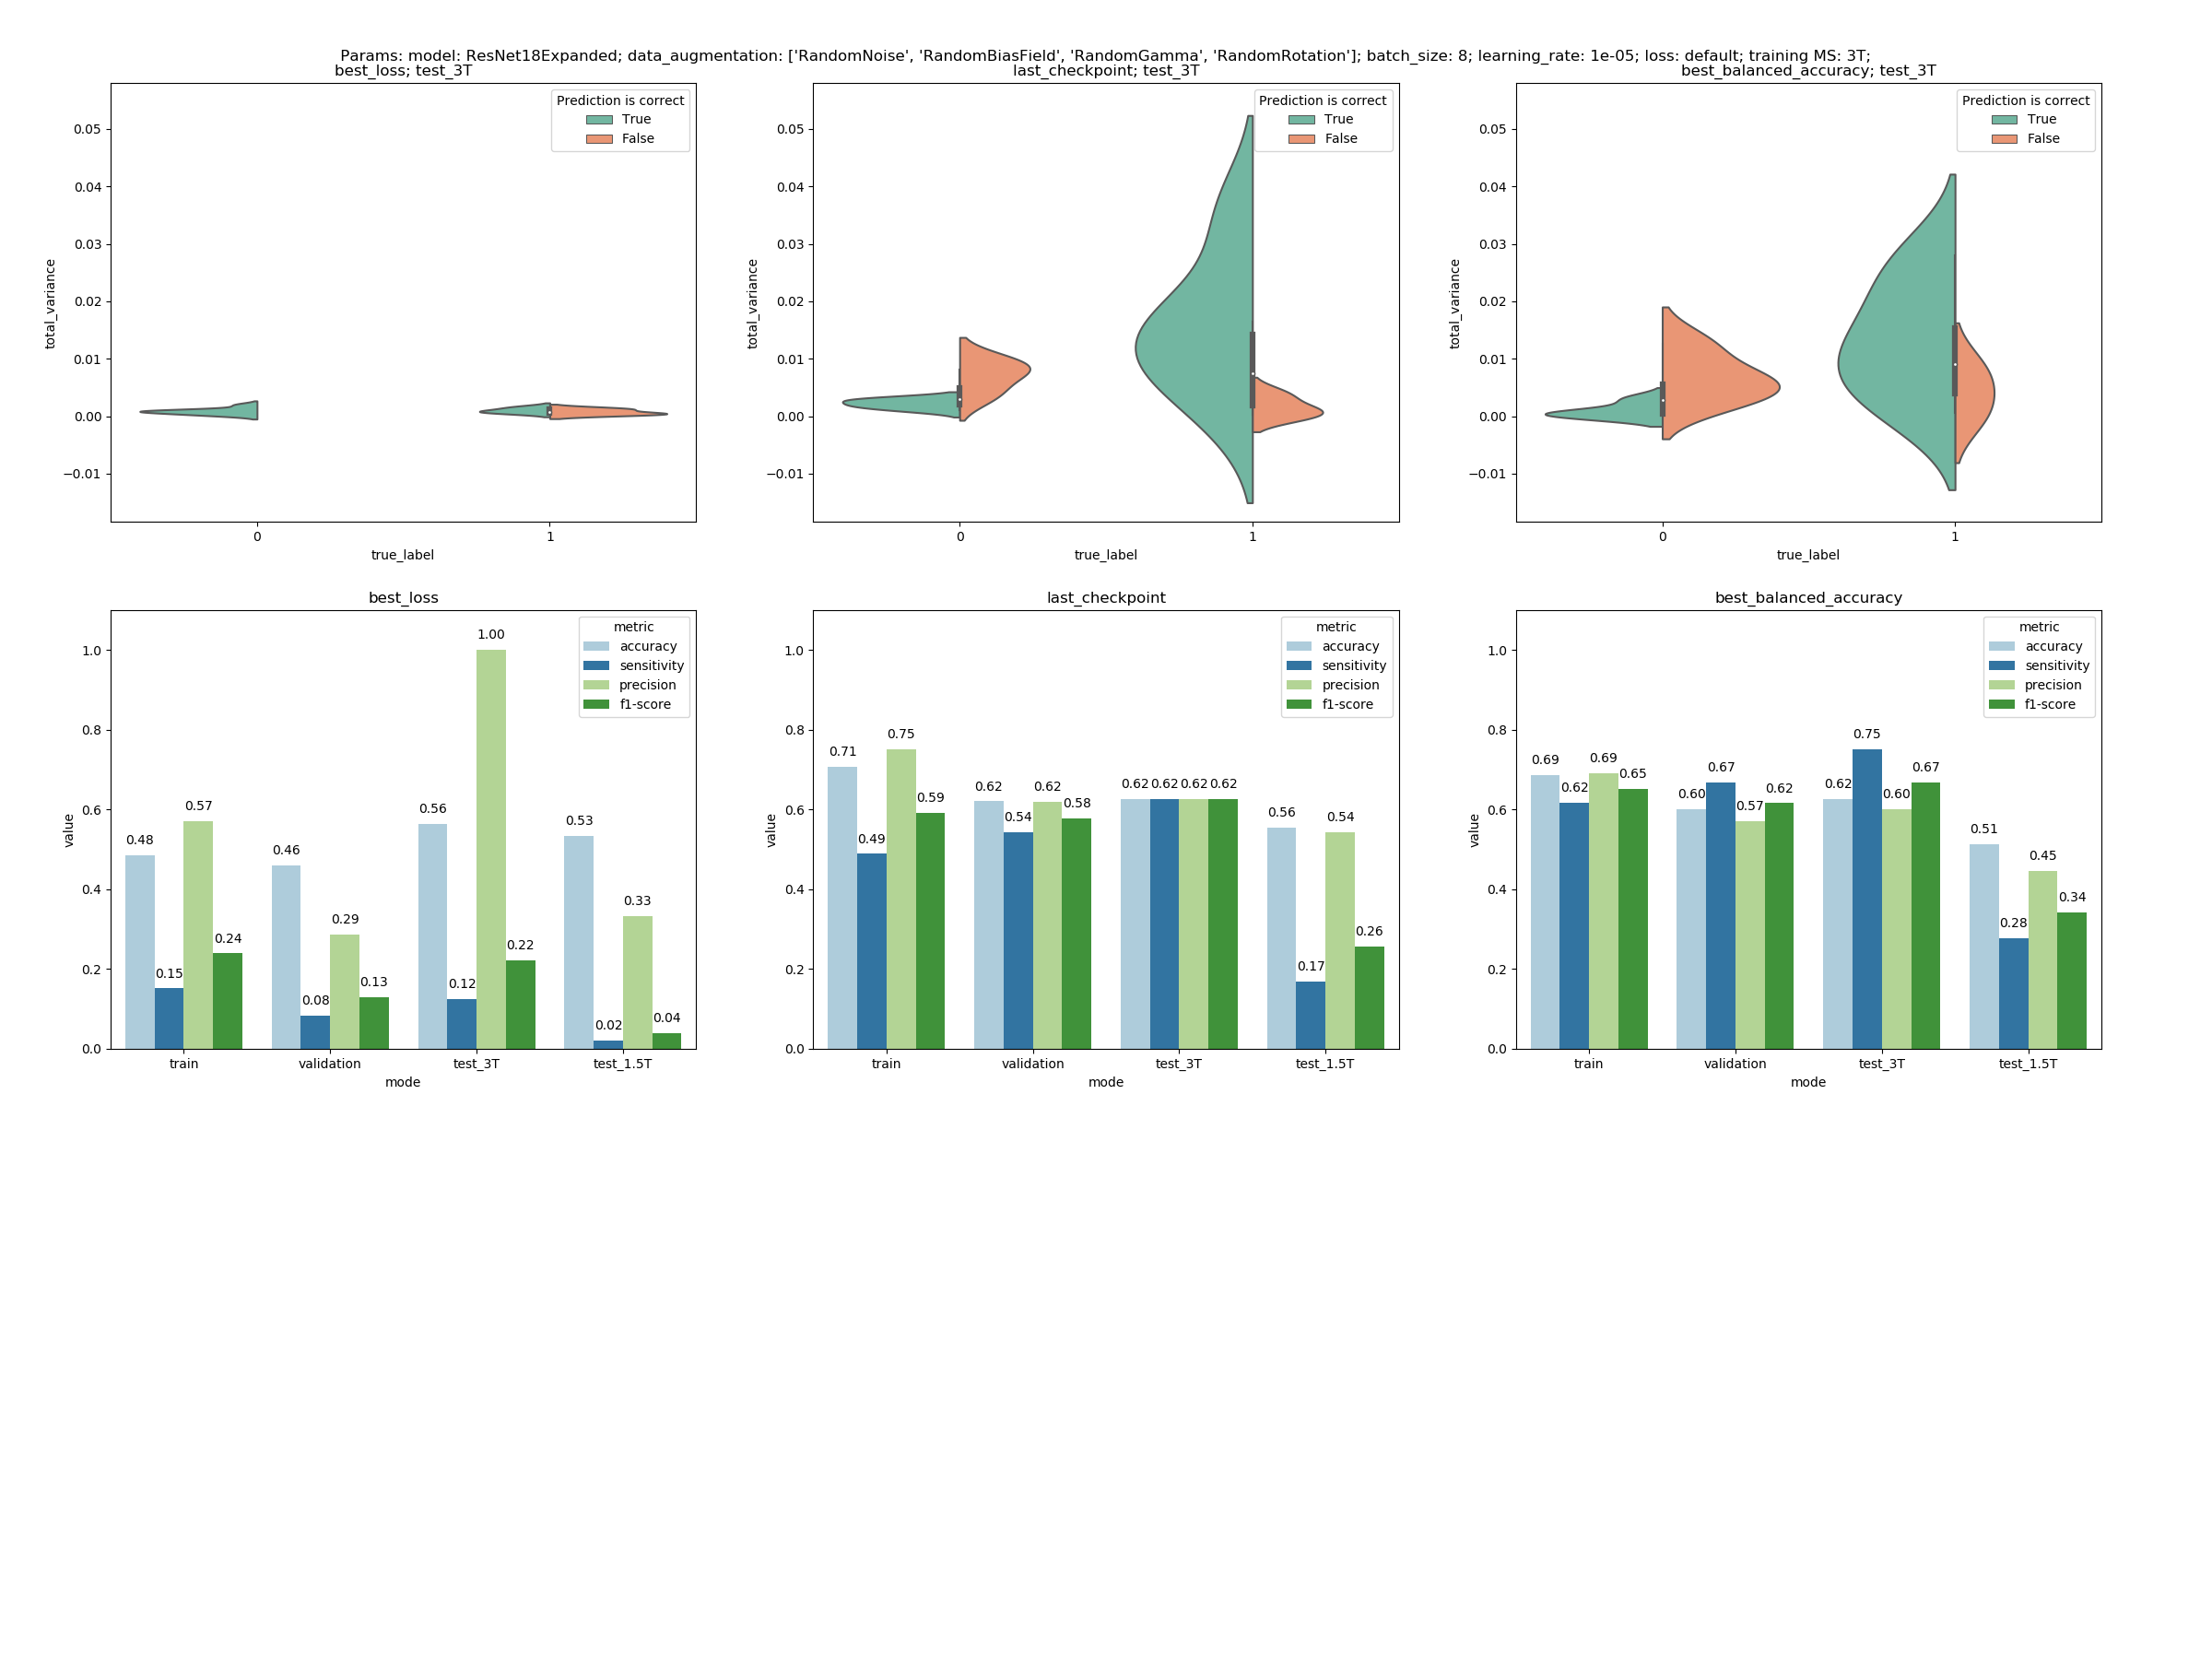 Params: model: ResNet18Expanded; data_augmentation: ['RandomNoise', 'RandomBiasField', 'RandomGamma', 'RandomRotation']; batch_size: 8; learning_rate: 1e-05; loss: default; training MS: 3T;
best_loss; test_3T
Prediction is correct
True
False
0.05
0.04
0.03
0.02
0.01
0.00
−0.01
total_variance
0
1
true_label
last_checkpoint; test_3T
Prediction is correct
True
False
0.05
0.04
0.03
0.02
0.01
0.00
−0.01
total_variance
0
1
true_label
best_balanced_accuracy; test_3T
Prediction is correct
True
False
0.05
0.04
0.03
0.02
0.01
0.00
−0.01
total_variance
0
1
true_label
best_loss
metric
accuracy
sensitivity
precision
f1-score
1.0
0.8
0.6
0.4
0.2
0.0
value
0.48
0.15
0.57
0.24
0.46
0.08
0.29
0.13
0.56
0.12
1.00
0.22
0.53
0.02
0.33
0.04
train
validation
test_3T
test_1.5T
mode
last_checkpoint
metric
accuracy
sensitivity
precision
f1-score
1.0
0.8
0.6
0.4
0.2
0.0
value
0.71
0.49
0.75
0.59
0.62
0.54
0.62
0.58
0.62
0.62
0.62
0.62
0.56
0.17
0.54
0.26
train
validation
test_3T
test_1.5T
mode
best_balanced_accuracy
metric
accuracy
sensitivity
precision
f1-score
1.0
0.8
0.6
0.4
0.2
0.0
value
0.69
0.62
0.69
0.65
0.60
0.67
0.57
0.62
0.62
0.75
0.60
0.67
0.51
0.28
0.45
0.34
train
validation
test_3T
test_1.5T
mode